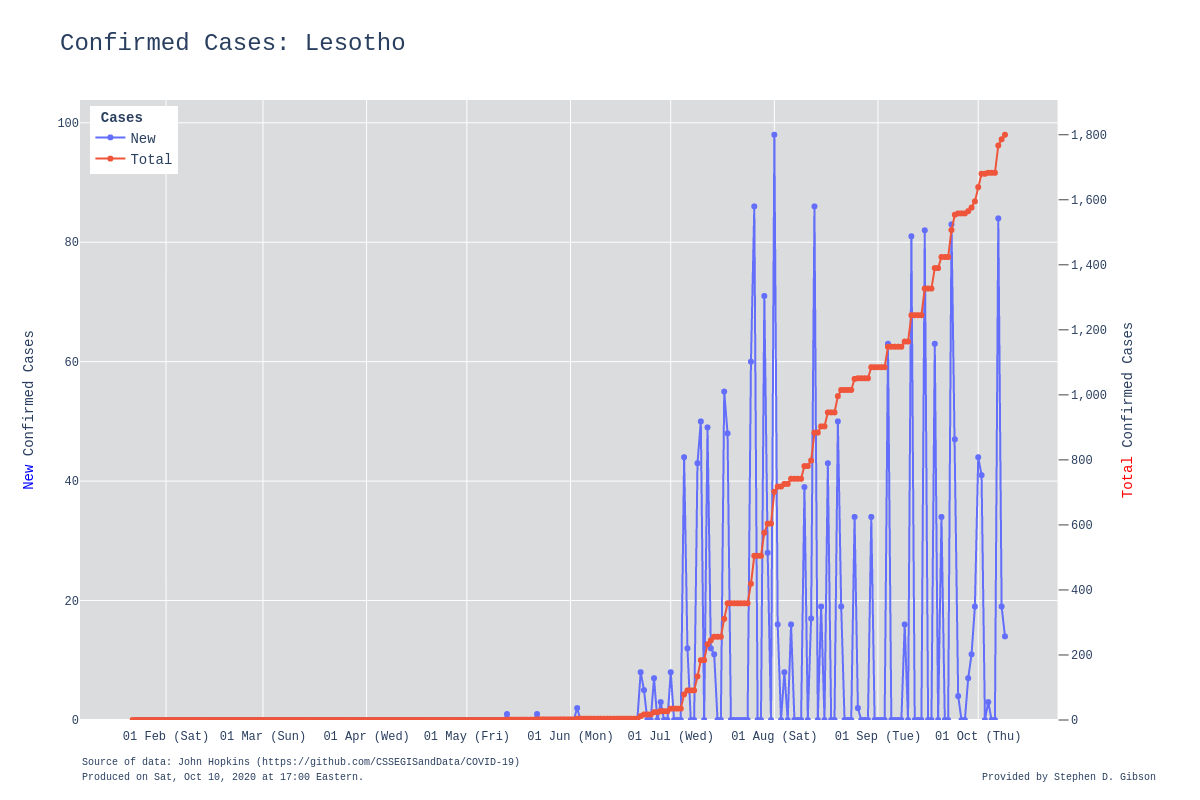 Confirmed Cases: Lesotho
Cases
New
Total
100
80
60
40
20
0
1,800
1,600
1,400
1,200
1,000
800
600
400
200
0
New Confirmed Cases
Total Confirmed Cases
01 Feb (Sat) 01 Mar (Sun) 01 Apr (Wed) 01 May (Fri) 01 Jun (Mon) 01 Jul (Wed) 01 Aug (Sat) 01 Sep (Tue) 01 Oct (Thu)
Source of data: John Hopkins (https://github.com/CSSEGISandData/COVID-19)
Produced on Sat, Oct 10, 2020 at 17:00 Eastern.
Provided by Stephen D. Gibson